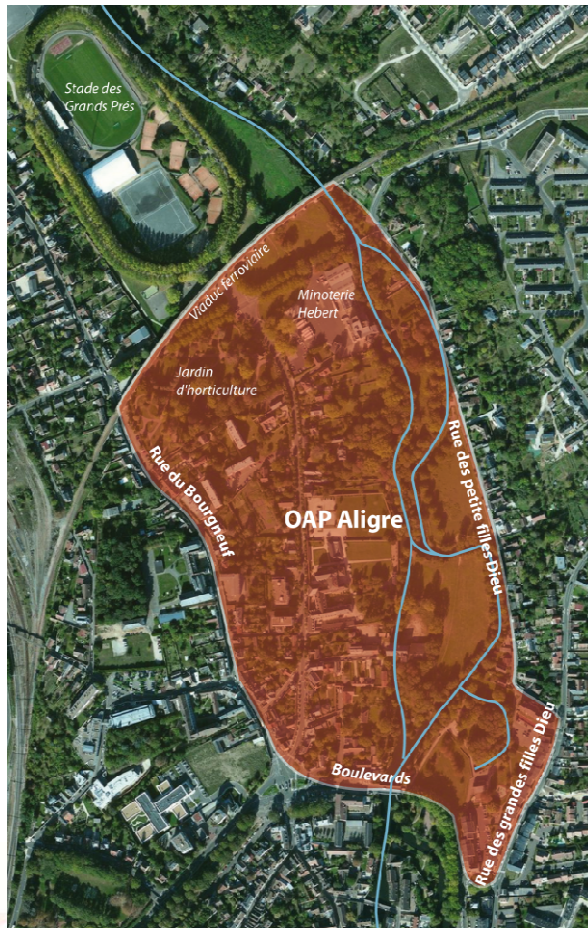 Stade des
Grands Prés
Viaduc ferroviaire
Minoterie
Hebert
Jardin
d'horticulture
Rue du Bourgneuf
OAP Aligre
Rue des petite filles Dieu
Boulevards
Rue des grandes filles Dieu